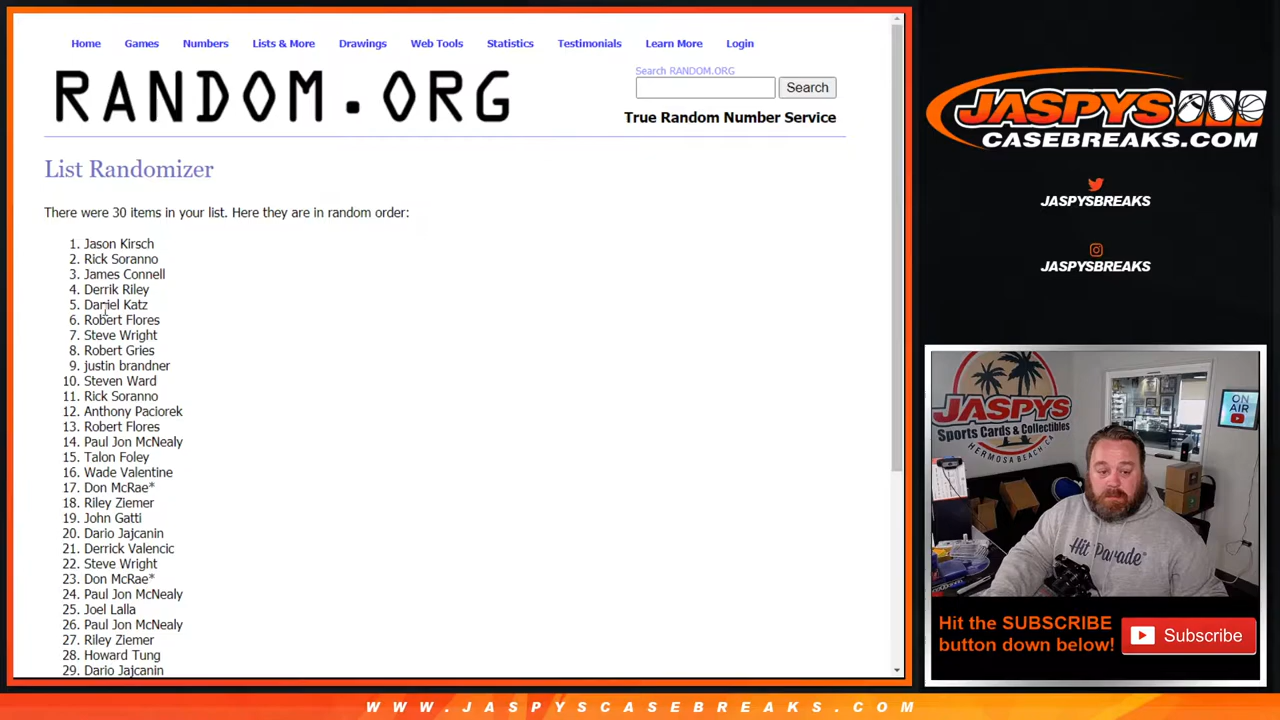 Home Games Numbers Lists & More Drawings Web Tools Statistics Testimonials Learn More Login
RANDOM.ORG
Search RANDOM.ORG
Search
True Random Number Service
List Randomizer
There were 30 items in your list. Here they are in random order:
1. Jason Kirsch
2. Rick Soranno
3. James Connell
4. Derrik Riley
5. Daniel Katz
6. Robert Flores
7. Steve Wright
8. Robert Gries
9. justin brandner
10. Steven Ward
11. Rick Soranno
12. Anthony Paciorek
13. Robert Flores
14. Paul Jon McNealy
15. Talon Foley
16. Wade Valentine
17. Don McRae*
18. Riley Ziemer
19. John Gatti
20. Dario Jajcanin
21. Derrick Valencic
22. Steve Wright
23. Don McRae*
24. Paul Jon McNealy
25. Joel Lalla
26. Paul Jon McNealy
27. Riley Ziemer
28. Howard Tung
29. Dario Jajcanin
JASPYS
CASEBREAKS.COM
JASPYSBREAKS
JASPYSBREAKS
JASPYS
Sports Cards & Collectibles
HERMOSA BEACH CA
ON
AIR
Hit Parade
Hit the SUBSCRIBE
button down below!
Subscribe
WWW.JASPYSCASEBREAKS.COM